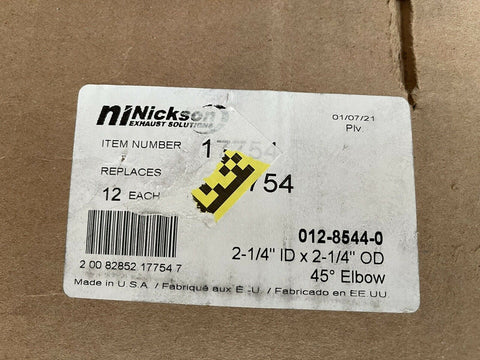 ni Nickson
EXHAUST SOLUTIONS
01/07/21
Plv.
ITEM NUMBER 17754
REPLACES 754
12 EACH
012-8544-0
2-1/4" ID x 2-1/4" OD
45° Elbow
2 00 82852 17754 7
Made in U.S.A. / Fabriqué aux É.-U. / Fabricado en EE UU